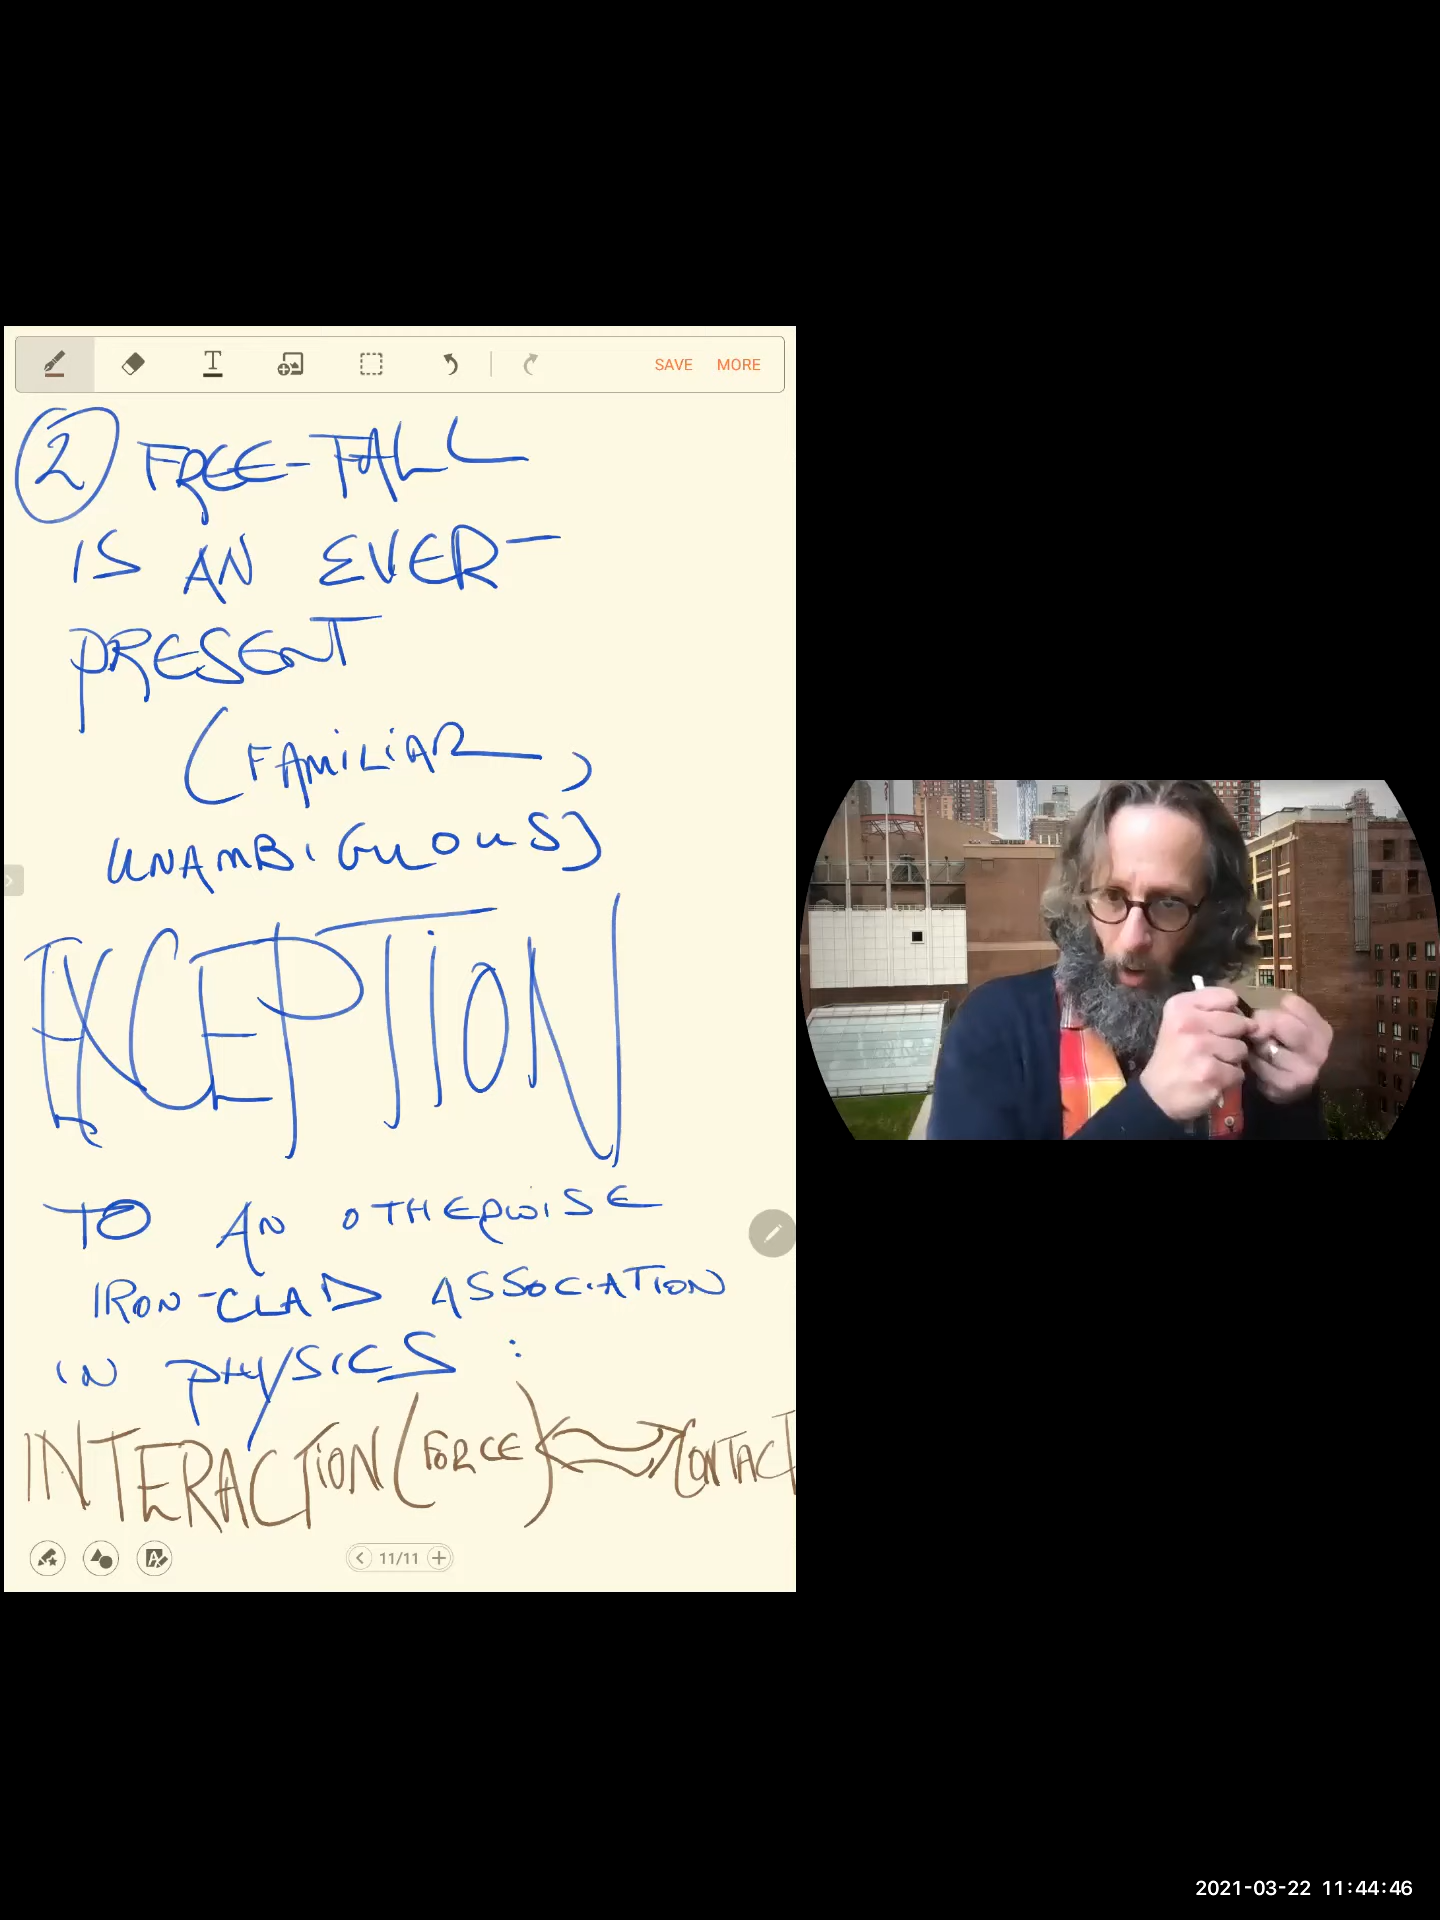 SAVE MORE
2 FREE-FALL
IS AN EVER-
PRESENT
(FAMILIAR,
UNAMBIGUOUS)
EXCEPTION
TO AN OTHERWISE
IRON-CLAD ASSOCIATION
IN PHYSICS :
INTERACTION (FORCE) CONTACT
11/11
2021-03-22 11:44:46